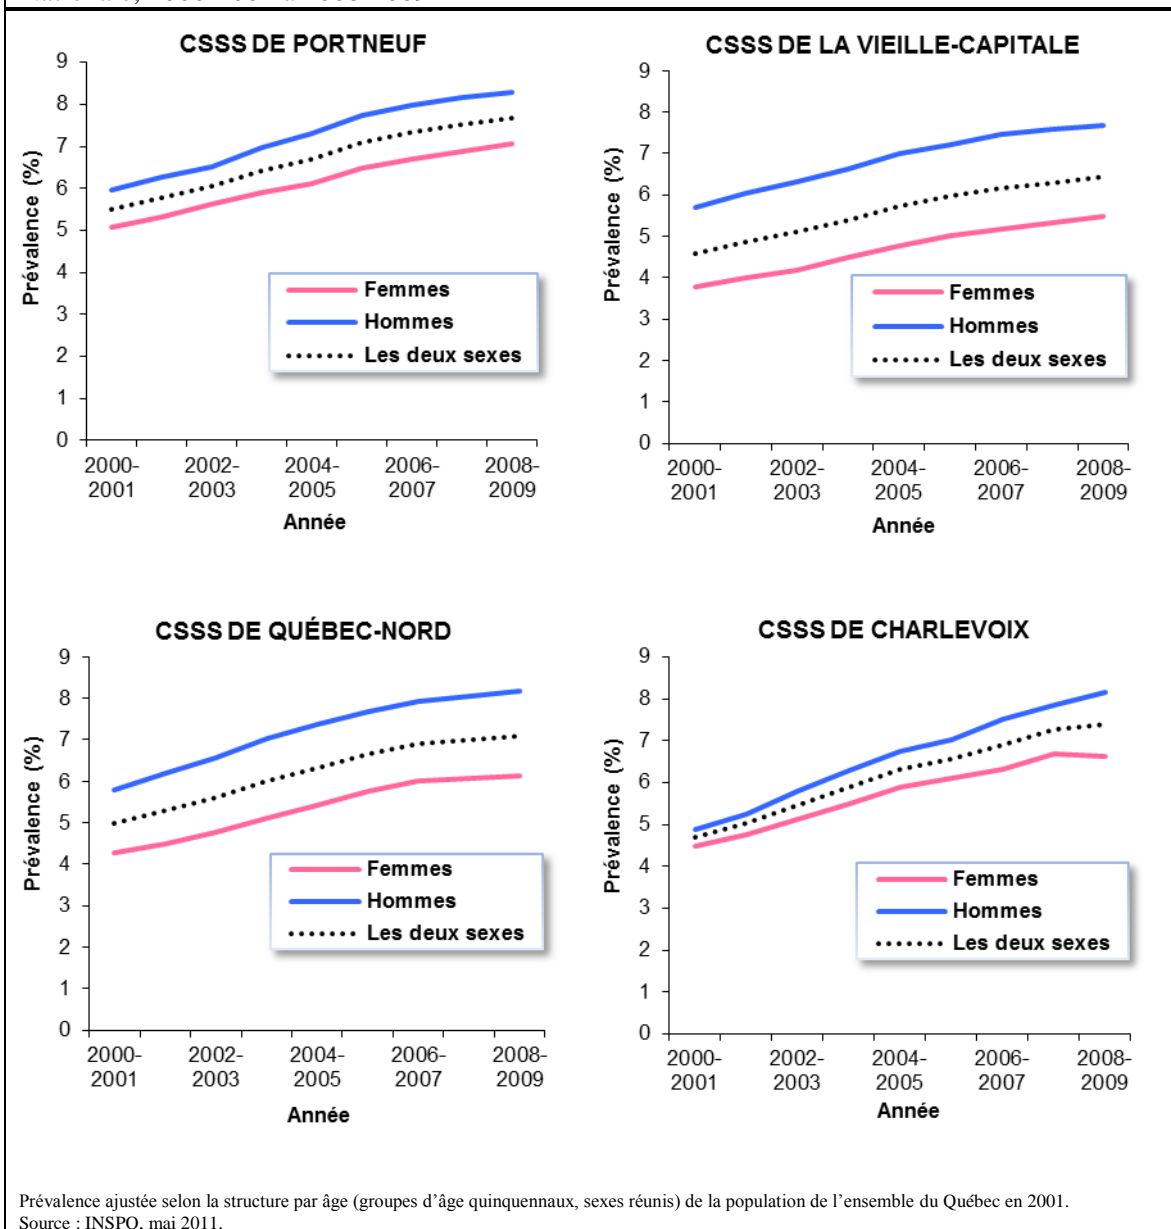 CSSS DE PORTNEUF
9
8
7
6
5
4
3
2
1
0
Prévalence (%)
Femmes
Hommes
Les deux sexes
2000-2001
2002-2003
2004-2005
2006-2007
2008-2009
Année
CSSS DE LA VIEILLE-CAPITALE
9
8
7
6
5
4
3
2
1
0
Prévalence (%)
Femmes
Hommes
Les deux sexes
2000-2001
2002-2003
2004-2005
2006-2007
2008-2009
Année
CSSS DE QUÉBEC-NORD
9
8
7
6
5
4
3
2
1
0
Prévalence (%)
Femmes
Hommes
Les deux sexes
2000-2001
2002-2003
2004-2005
2006-2007
2008-2009
Année
CSSS DE CHARLEVOIX
9
8
7
6
5
4
3
2
1
0
Prévalence (%)
Femmes
Hommes
Les deux sexes
2000-2001
2002-2003
2004-2005
2006-2007
2008-2009
Année
Prévalence ajustée selon la structure par âge (groupes d'âge quinquennaux, sexes réunis) de la population de l'ensemble du Québec en 2001.
Source : INSPQ, mai 2011.